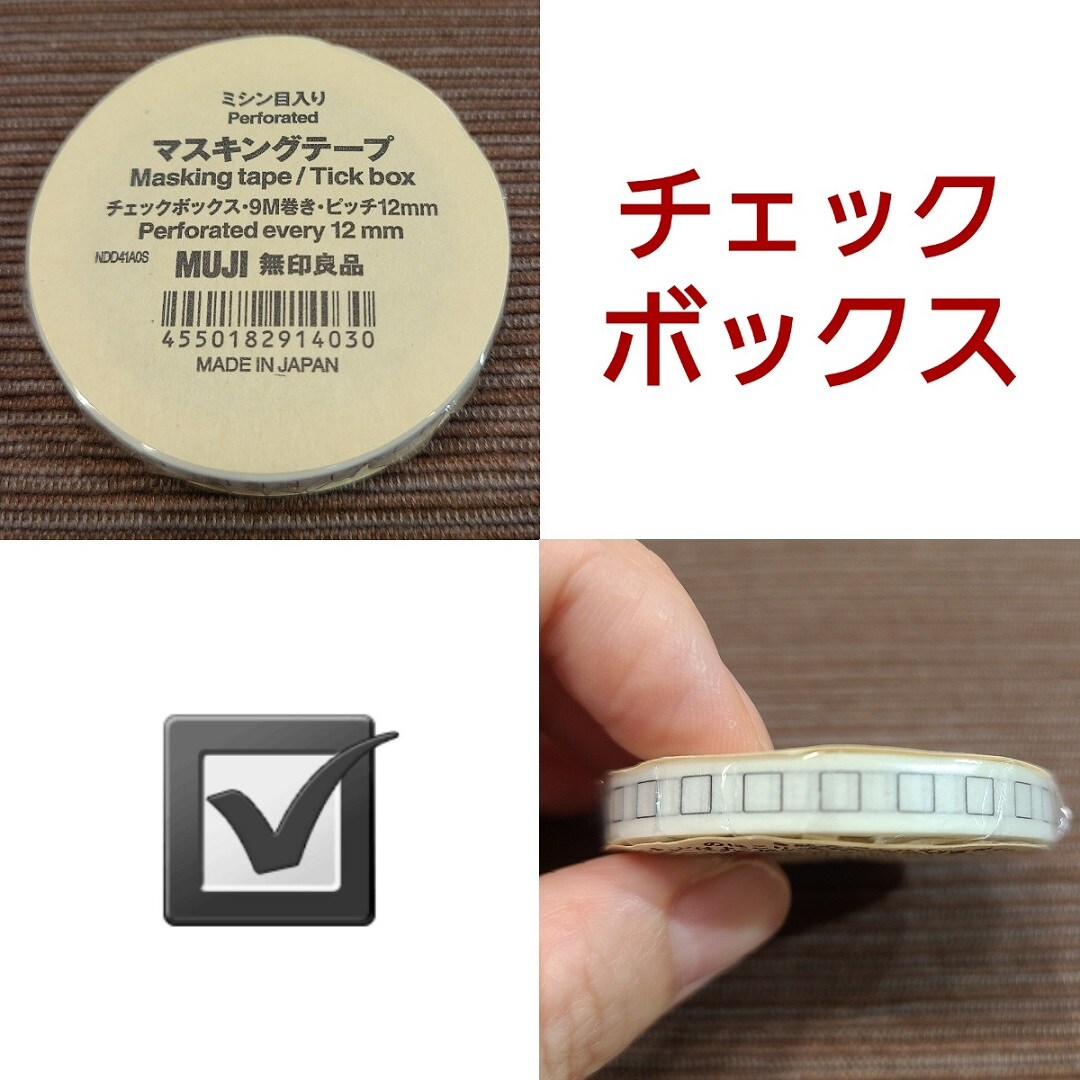 ミシン目入り
Perforated
マスキングテープ
Masking tape / Tick box
チェックボックス・9M巻き・ピッチ12mm
Perforated every 12 mm
NDD41A0S MUJI 無印良品
4550182914030
MADE IN JAPAN
チェック
ボックス